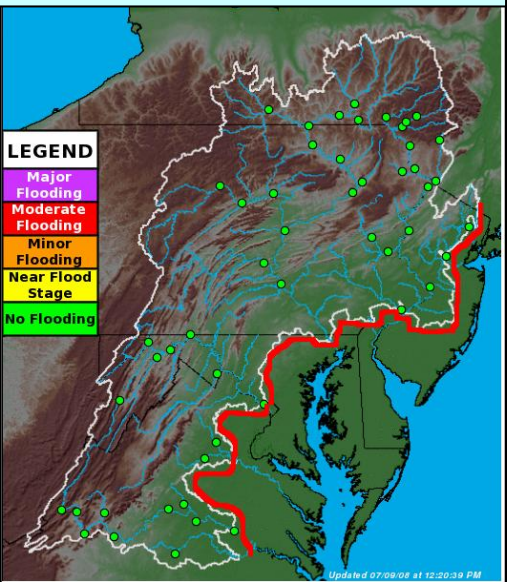 LEGEND
Major
Flooding
Moderate
Flooding
Minor
Flooding
Near Flood
Stage
No Flooding
Updated 07/09/08 at 12:20:39 PM